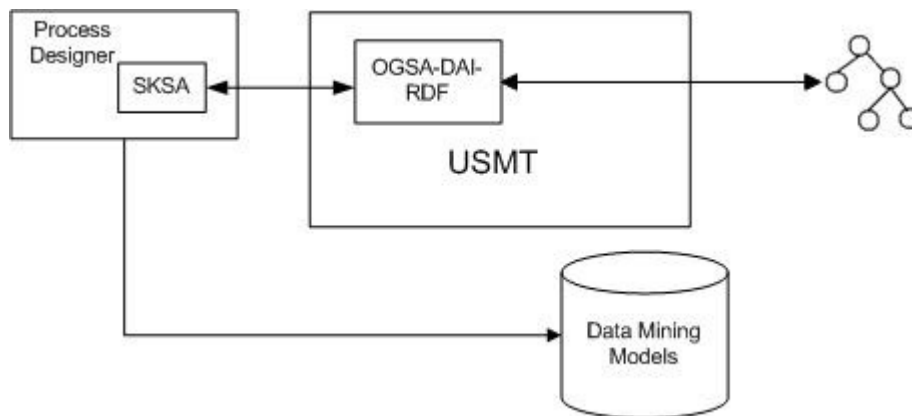 Process
Designer
SKSA
OGSA-DAI-
RDF
USMT
Data Mining
Models